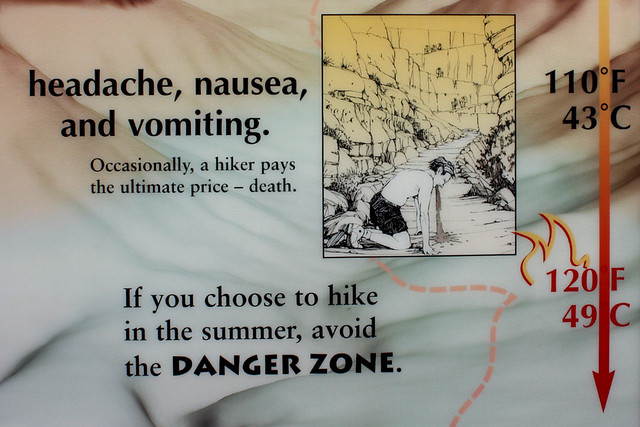 headache, nausea,
and vomiting.
Occasionally, a hiker pays
the ultimate price – death.
110°F
43°C
If you choose to hike
in the summer, avoid
the DANGER ZONE.
120°F
49°C